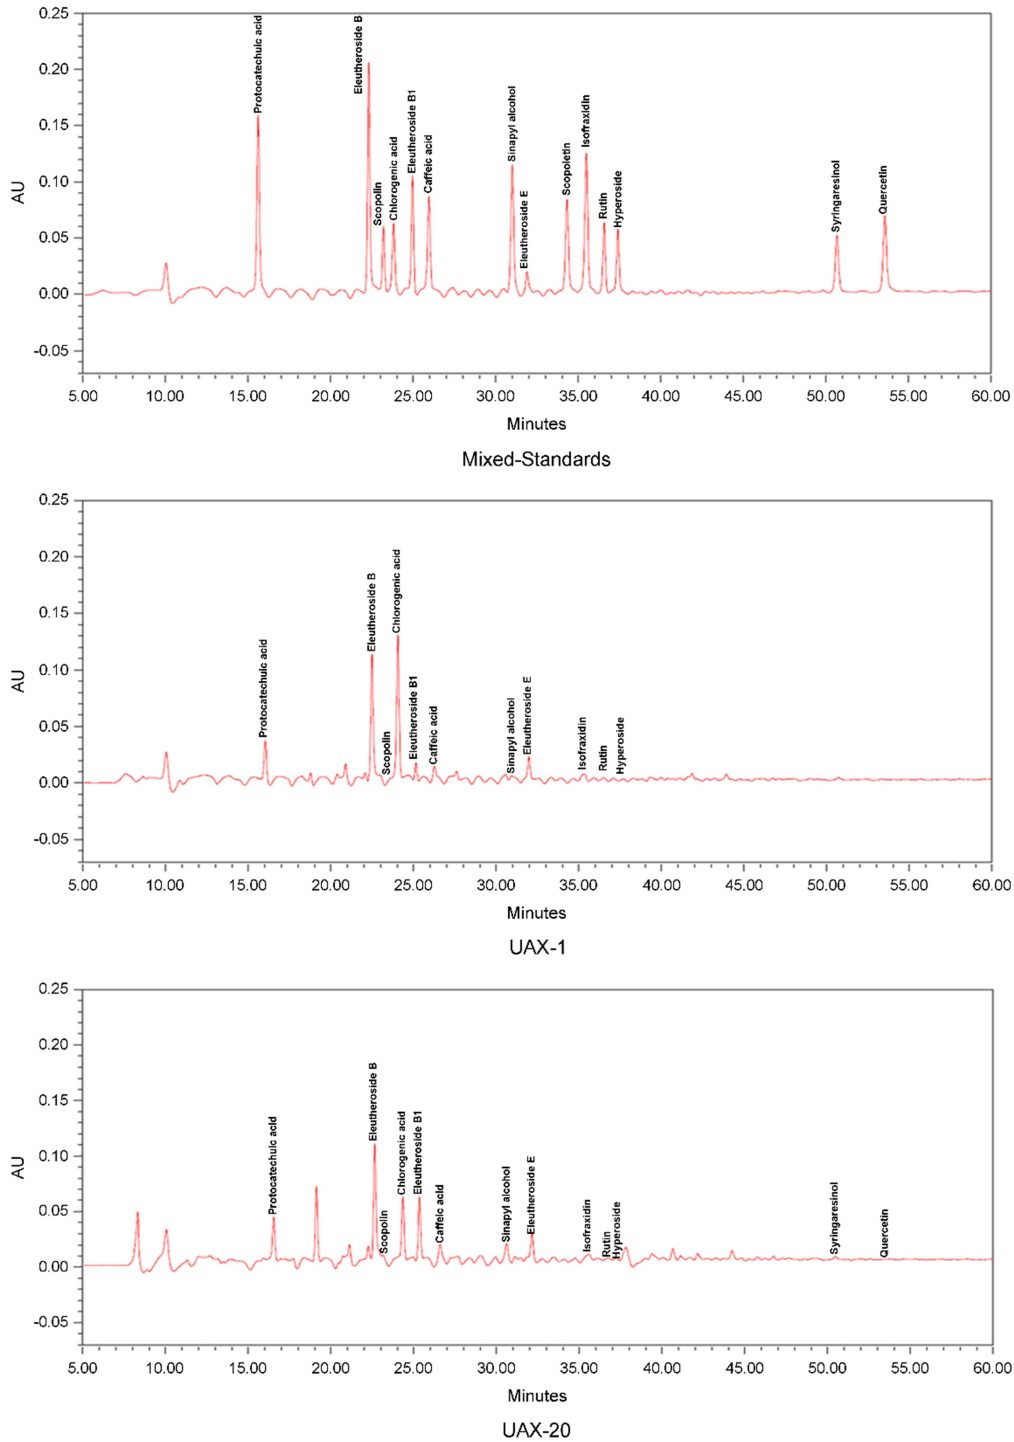 0.25
0.20
0.15
0.10
0.05
0.00
-0.05
AU
Protocatechuic acid
Eleutheroside B
Scopolin
Chlorogenic acid
Eleutheroside B1
Caffeic acid
Sinapyl alcohol
Eleutheroside E
Scopoletin
Isofraxidin
Rutin
Hyperoside
Syringaresinol
Quercetin
5.00 10.00 15.00 20.00 25.00 30.00 35.00 40.00 45.00 50.00 55.00 60.00
Minutes
Mixed-Standards
0.25
0.20
0.15
0.10
0.05
0.00
-0.05
AU
Protocatechuic acid
Eleutheroside B
Scopolin
Chlorogenic acid
Eleutheroside B1
Caffeic acid
Sinapyl alcohol
Eleutheroside E
Isofraxidin
Rutin
Hyperoside
5.00 10.00 15.00 20.00 25.00 30.00 35.00 40.00 45.00 50.00 55.00 60.00
Minutes
UAX-1
0.25
0.20
0.15
0.10
0.05
0.00
-0.05
AU
Protocatechuic acid
Eleutheroside B
Scopolin
Chlorogenic acid
Eleutheroside B1
Caffeic acid
Sinapyl alcohol
Eleutheroside E
Isofraxidin
Rutin
Hyperoside
Syringaresinol
Quercetin
5.00 10.00 15.00 20.00 25.00 30.00 35.00 40.00 45.00 50.00 55.00 60.00
Minutes
UAX-20